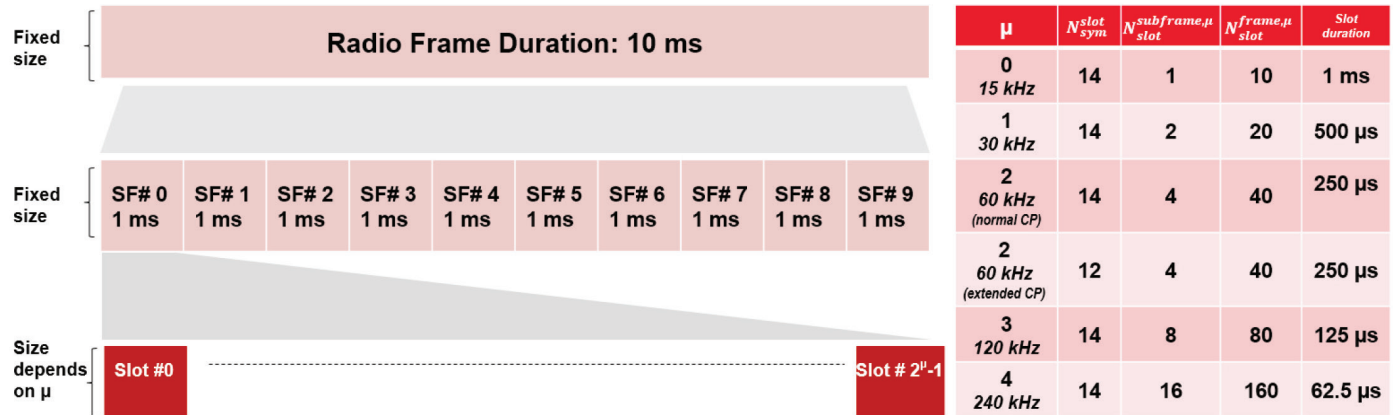 Fixed size
Radio Frame Duration: 10 ms
Fixed size
SF# 0 SF# 1 SF# 2 SF# 3 SF# 4 SF# 5 SF# 6 SF# 7 SF# 8 SF# 9
1 ms 1 ms 1 ms 1 ms 1 ms 1 ms 1 ms 1 ms 1 ms 1 ms
Size
depends
on μ
Slot #0
Slot # 2^μ-1
μ N_sym^slot N_slot^subframe,μ N_slot^frame,μ Slot duration
0 15 kHz 14 1 10 1 ms
1 30 kHz 14 2 20 500 μs
2 60 kHz (normal CP) 14 4 40 250 μs
2 60 kHz (extended CP) 12 4 40 250 μs
3 120 kHz 14 8 80 125 μs
4 240 kHz 14 16 160 62.5 μs